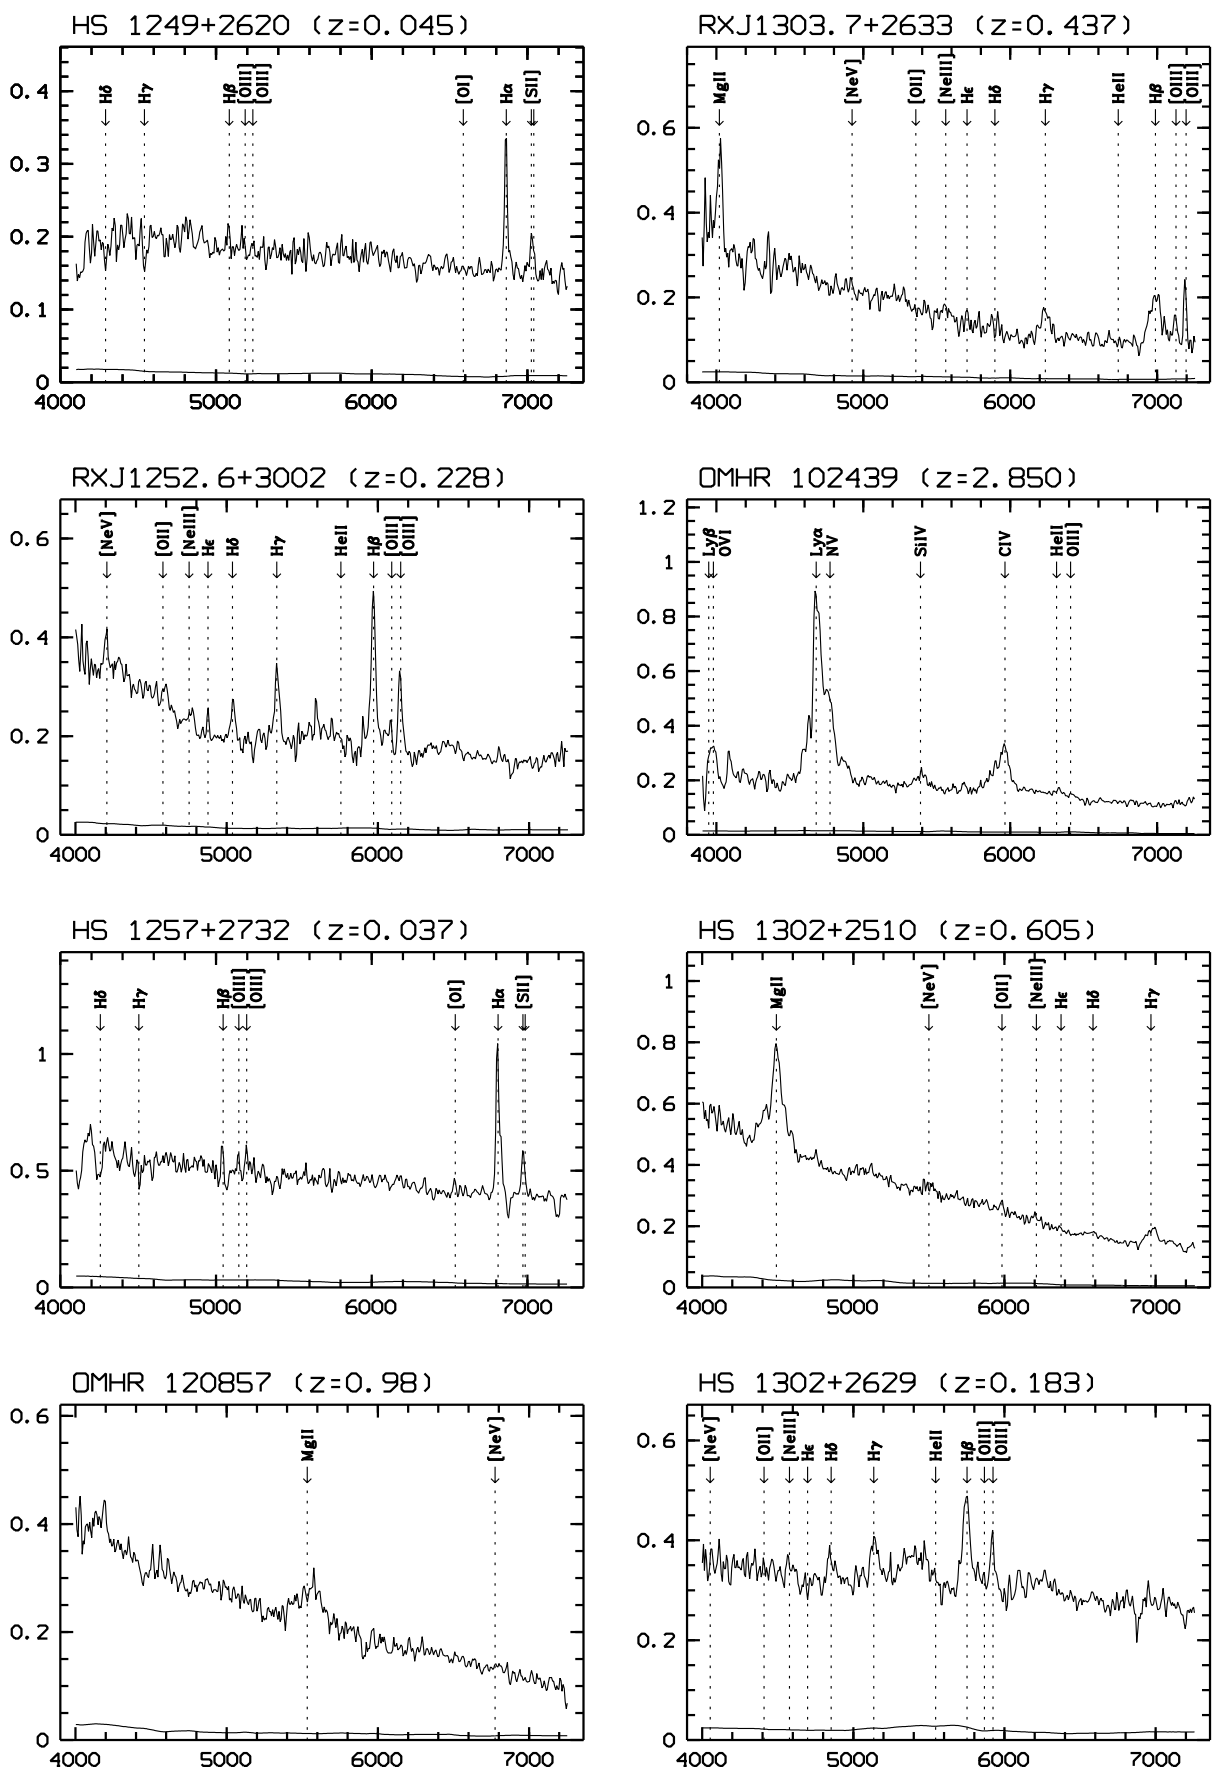 HS 1249+2620 (z=0.045)
Hδ Hγ Hβ [OIII] [OIII] [OI] Hα [SII]
0.4
0.3
0.2
0.1
0
4000 5000 6000 7000
RXJ1303.7+2633 (z=0.437)
MgII [NeV] [OII] [NeIII] Hε Hδ Hγ HeII Hβ [OIII] [OIII]
0.6
0.4
0.2
0
4000 5000 6000 7000
RXJ1252.6+3002 (z=0.228)
[NeV] [OII] [NeIII] Hε Hδ Hγ HeII Hβ [OIII] [OIII]
0.6
0.4
0.2
0
4000 5000 6000 7000
OMHR 102439 (z=2.850)
Lyβ OVI Lyα NV SiIV CIV HeII OIII]
1.2
1
0.8
0.6
0.4
0.2
0
4000 5000 6000 7000
HS 1257+2732 (z=0.037)
Hδ Hγ Hβ [OIII] [OIII] [OI] Hα [SII]
1
0.5
0
4000 5000 6000 7000
HS 1302+2510 (z=0.605)
MgII [NeV] [OII] [NeIII] Hε Hδ Hγ
1
0.8
0.6
0.4
0.2
0
4000 5000 6000 7000
OMHR 120857 (z=0.98)
MgII [NeV]
0.6
0.4
0.2
0
4000 5000 6000 7000
HS 1302+2629 (z=0.183)
[NeV] [OII] [NeIII] Hε Hδ Hγ HeII Hβ [OIII] [OIII]
0.6
0.4
0.2
0
4000 5000 6000 7000